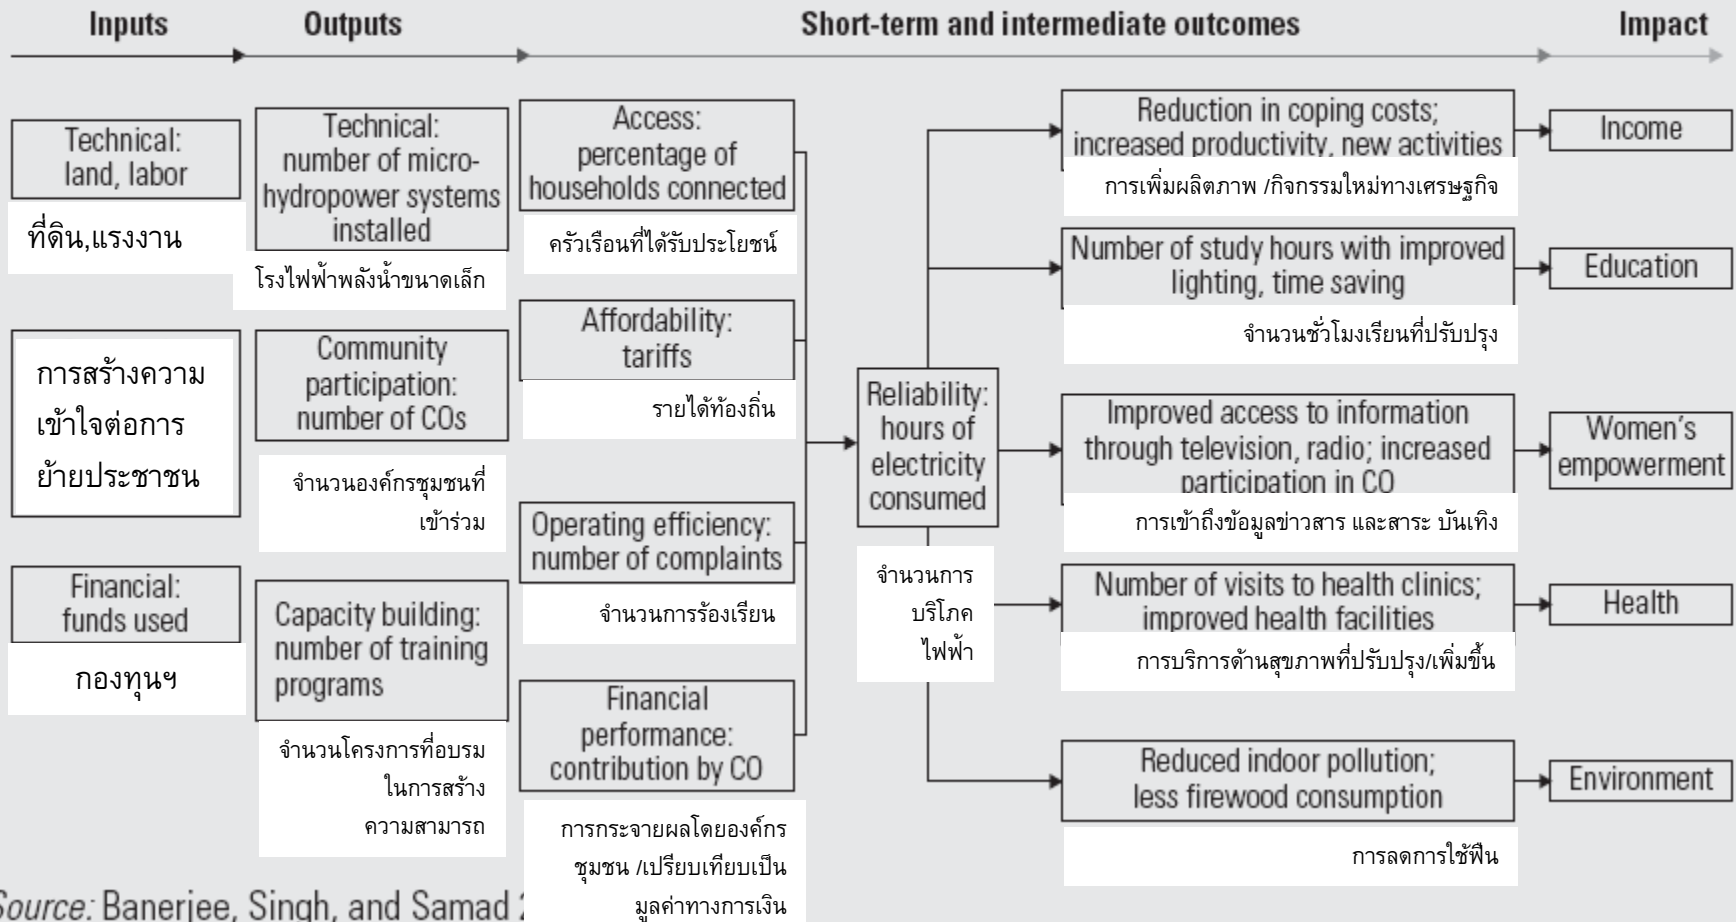 Inputs
Outputs
Short-term and intermediate outcomes
Impact
Technical:
land, labor
ที่ดิน,แรงงาน
การสร้างความ
เข้าใจต่อการ
ย้ายประชาชน
Financial:
funds used
กองทุนฯ
Technical:
number of micro-
hydropower systems
installed
โรงไฟฟ้าพลังน้ำขนาดเล็ก
Community
participation:
number of COs
จำนวนองค์กรชุมชนที่
เข้าร่วม
Capacity building:
number of training
programs
จำนวนโครงการที่อบรม
ในการสร้าง
ความสามารถ
Access:
percentage of
households connected
ครัวเรือนที่ได้รับประโยชน์
Affordability:
tariffs
รายได้ท้องถิ่น
Operating efficiency:
number of complaints
จำนวนการร้องเรียน
Financial
performance:
contribution by CO
การกระจายผลโดยองค์กร
ชุมชน /เปรียบเทียบเป็น
มูลค่าทางการเงิน
Reliability:
hours of
electricity
consumed
จำนวนการ
บริโภค
ไฟฟ้า
Reduction in coping costs;
increased productivity, new activities
การเพิ่มผลิตภาพ /กิจกรรมใหม่ทางเศรษฐกิจ
Number of study hours with improved
lighting, time saving
จำนวนชั่วโมงเรียนที่ปรับปรุง
Improved access to information
through television, radio; increased
participation in CO
การเข้าถึงข้อมูลข่าวสาร และสาระ บันเทิง
Number of visits to health clinics;
improved health facilities
การบริการด้านสุขภาพที่ปรับปรุง/เพิ่มขึ้น
Reduced indoor pollution;
less firewood consumption
การลดการใช้ฟืน
Income
Education
Women's
empowerment
Health
Environment
Source: Banerjee, Singh, and Samad